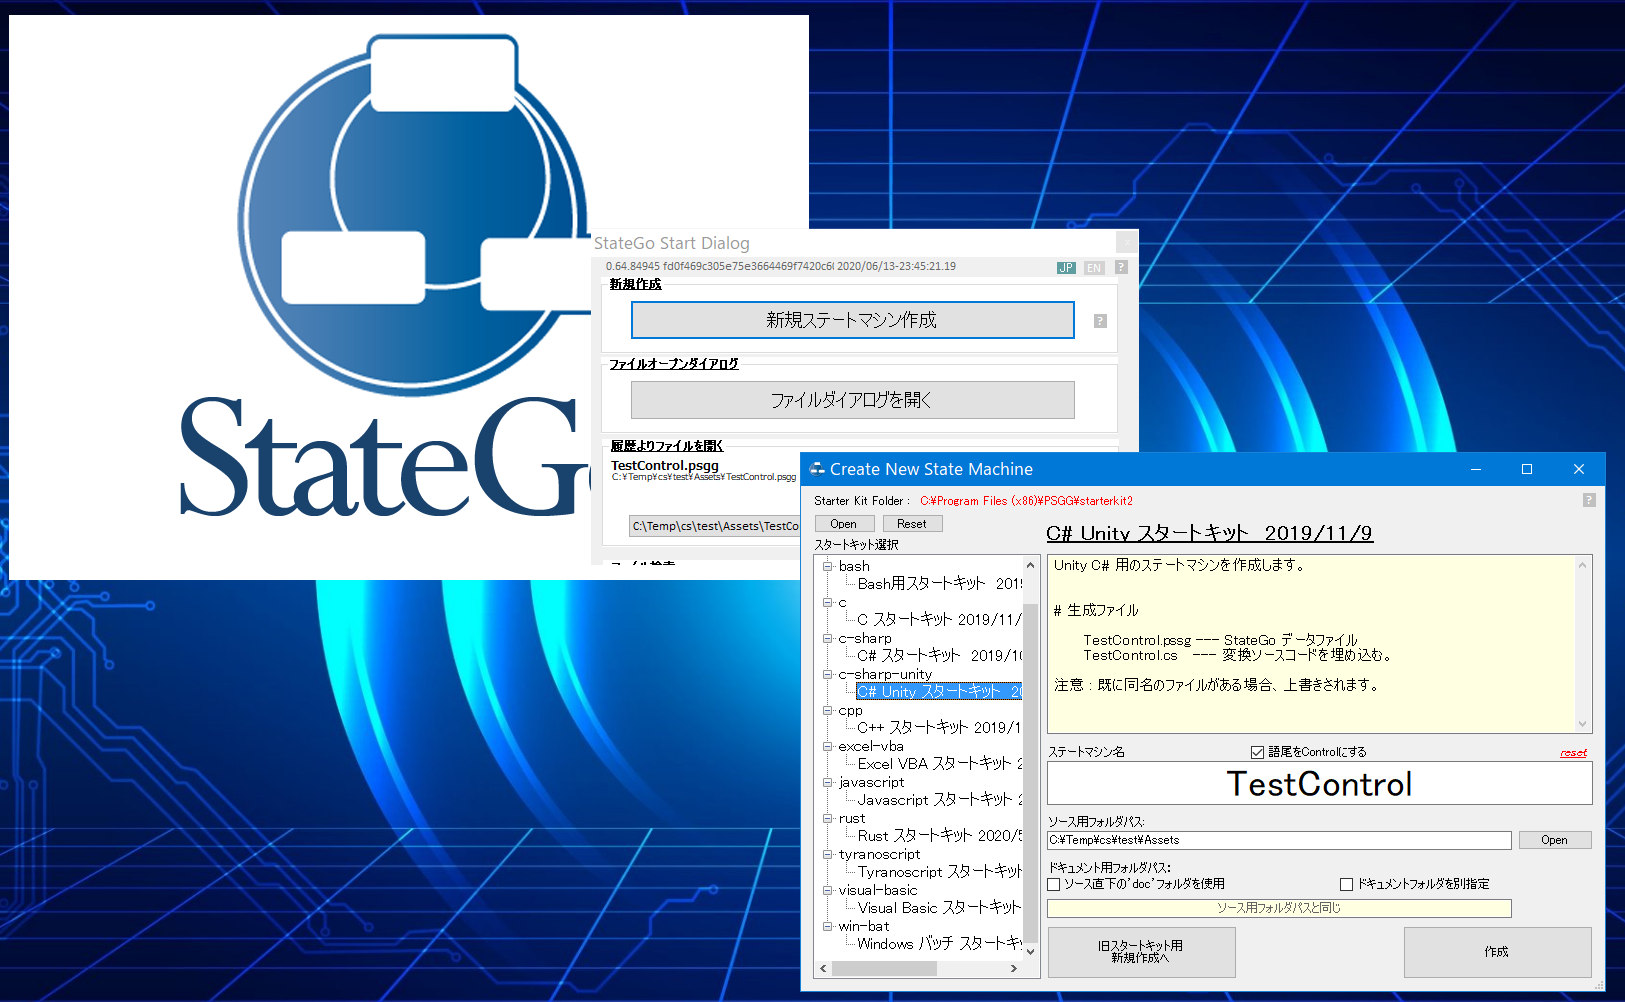 StateG
StateGo Start Dialog
0.64.84945 fd0f469c305e75e3664469f7420c6( 2020/06/13-23:45:21.19
JP EN ?
新規作成
新規ステートマシン作成
?
ファイルオープンダイアログ
ファイルダイアログを開く
履歴よりファイルを開く
TestControl.psgg
C:¥Temp¥cs¥test¥Assets¥TestControl.psgg
C:\Temp\cs\test\Assets\TestCo
Create New State Machine
Starter Kit Folder : C:¥Program Files (x86)¥PSGG¥starterkit2
?
Open Reset
スタートキット選択
bash
Bash用スタートキット 201
c
C スタートキット 2019/11/
c-sharp
C# スタートキット 2019/10
c-sharp-unity
C# Unity スタートキット 20
cpp
C++ スタートキット 2019/1
excel-vba
Excel VBA スタートキット 2
javascript
Javascript スタートキット 2
rust
Rust スタートキット 2020/5
tyranoscript
Tyranoscript スタートキット
visual-basic
Visual Basic スタートキット
win-bat
Windows バッチ スタートキ
C# Unity スタートキット 2019/11/9
Unity C# 用のステートマシンを作成します。
# 生成ファイル
TestControl.pssg --- StateGo データファイル
TestControl.cs --- 変換ソースコードを埋め込む。
注意：既に同名のファイルがある場合、上書きされます。
ステートマシン名
語尾をControlにする
reset
TestControl
ソース用フォルダパス:
C:¥Temp¥cs¥test¥Assets
Open
ドキュメント用フォルダパス:
ソース直下の'doc'フォルダを使用
ドキュメントフォルダを別指定
ソース用フォルダパスと同じ
旧スタートキット用
新規作成へ
作成